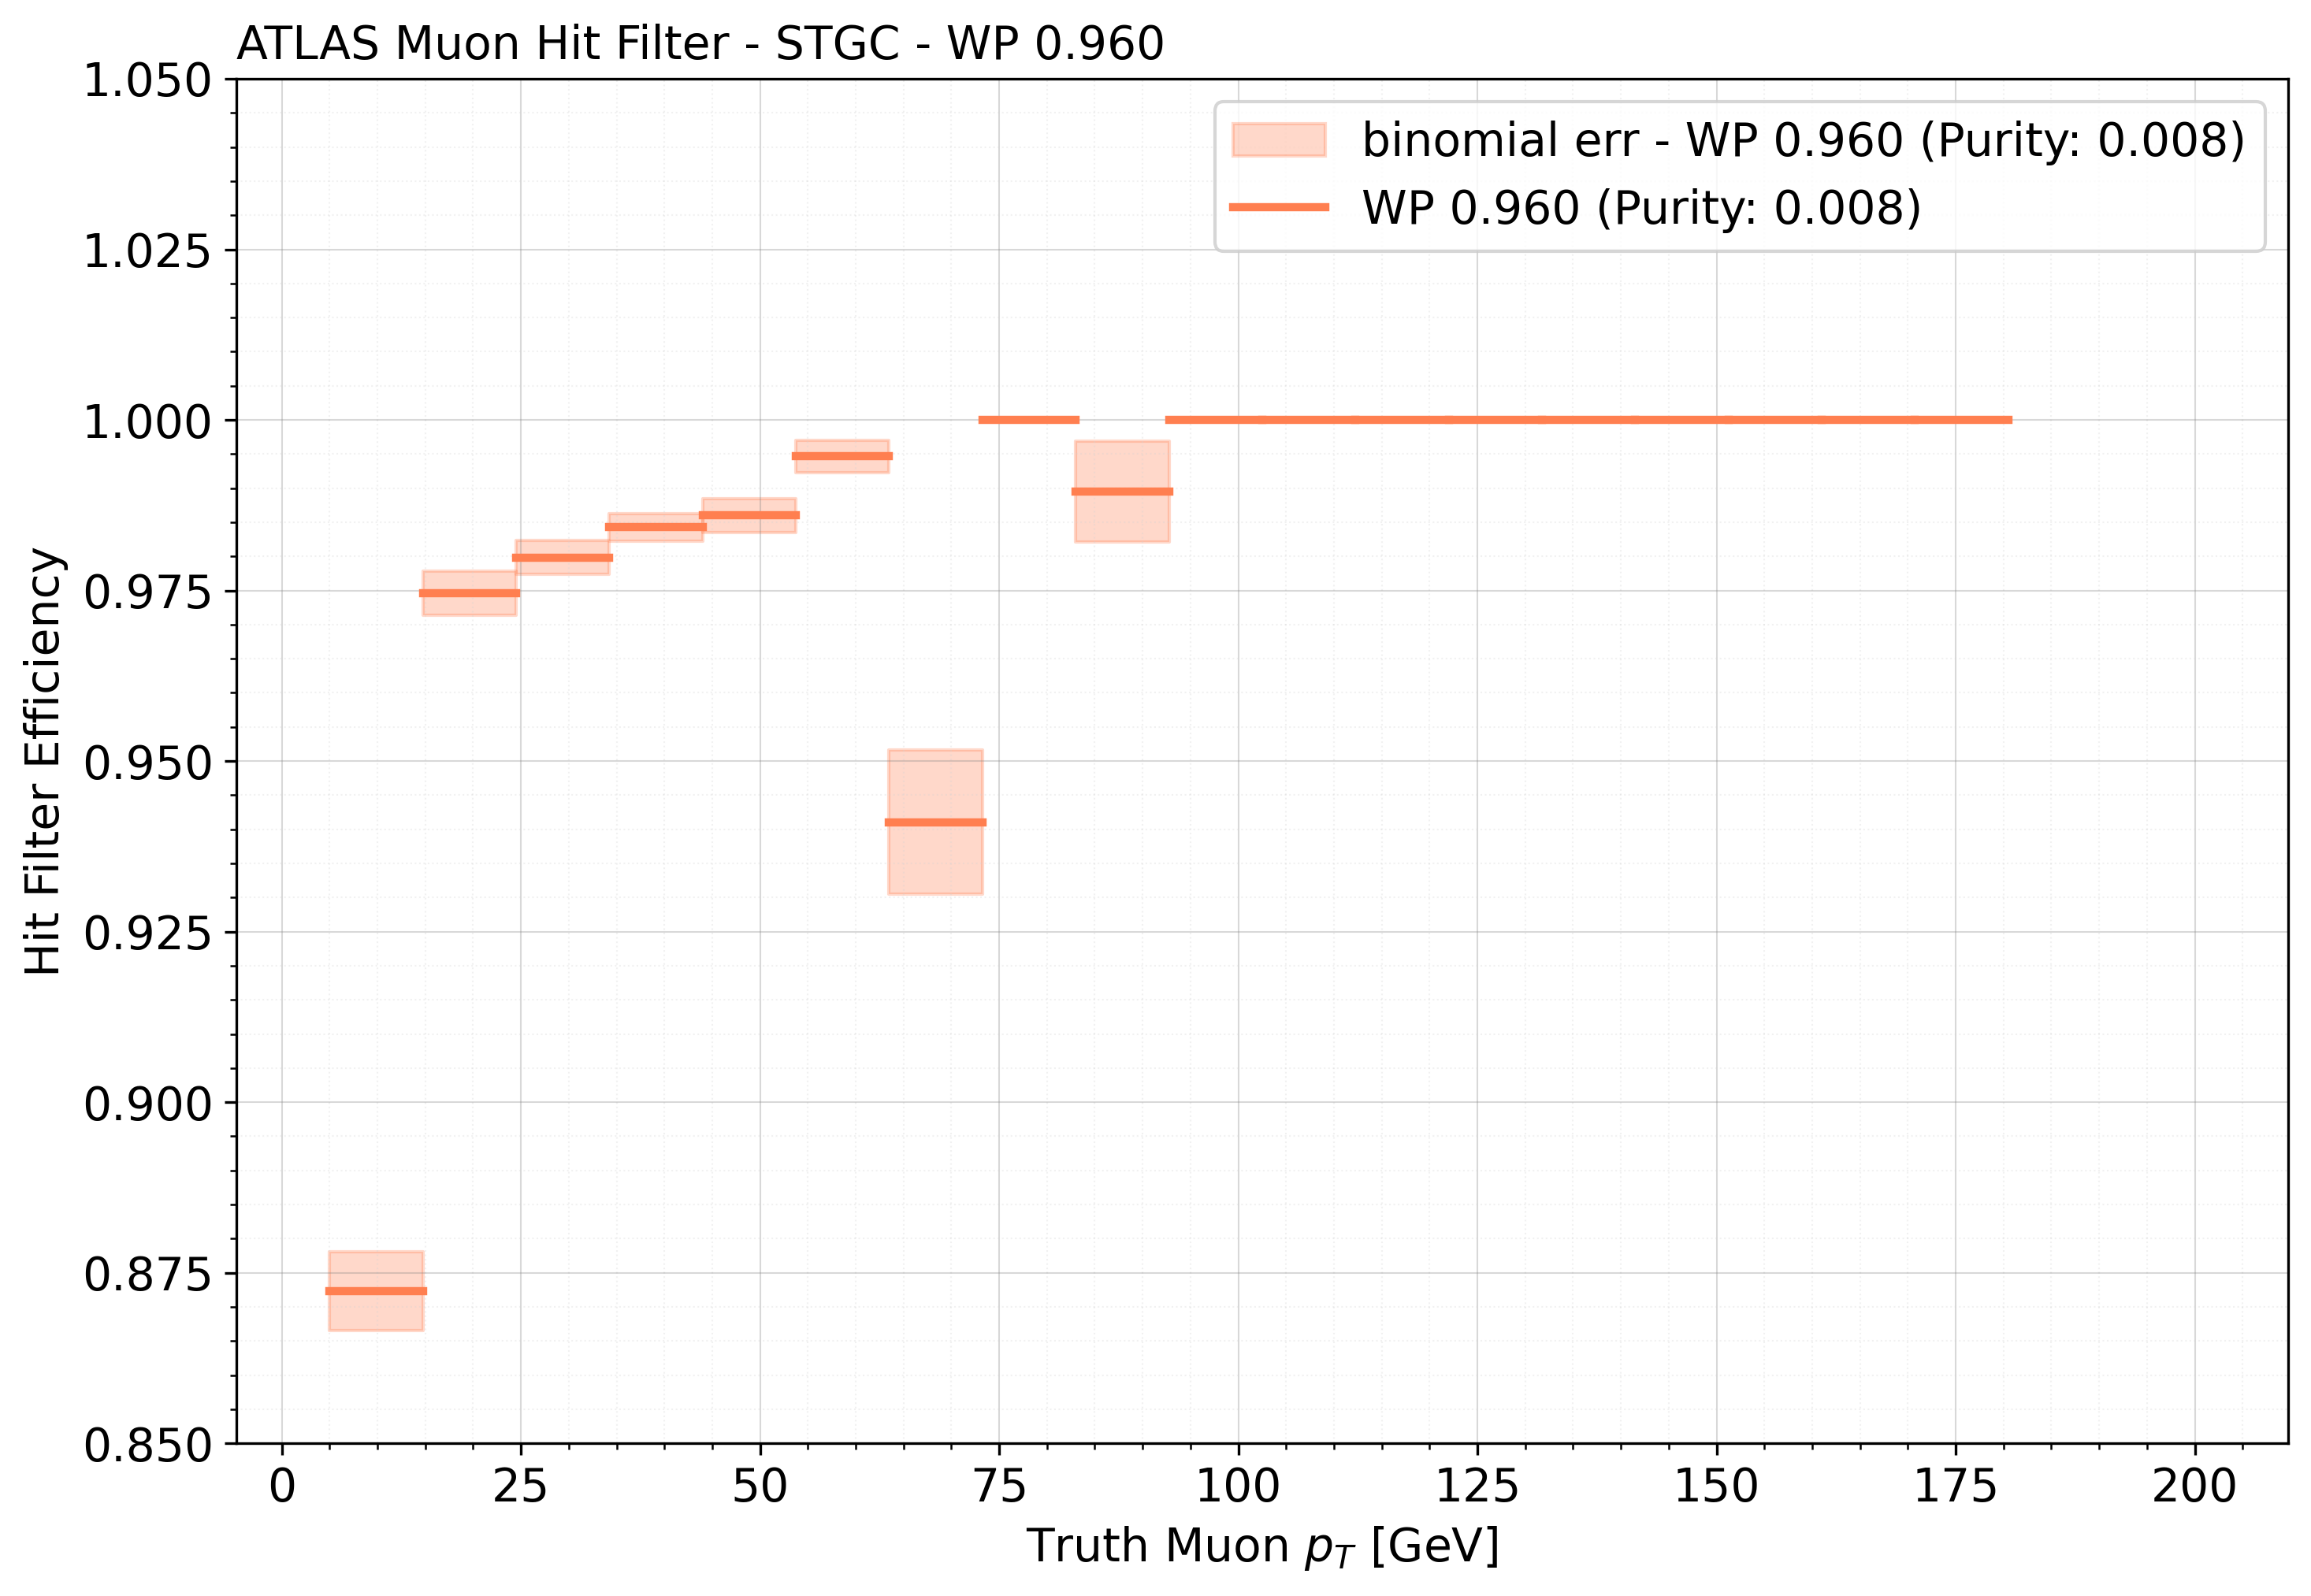 ATLAS Muon Hit Filter - STGC - WP 0.960
1.050
1.025
1.000
0.975
0.950
0.925
0.900
0.875
0.850
Hit Filter Efficiency
binomial err - WP 0.960 (Purity: 0.008)
WP 0.960 (Purity: 0.008)
0 25 50 75 100 125 150 175 200
Truth Muon p_T [GeV]